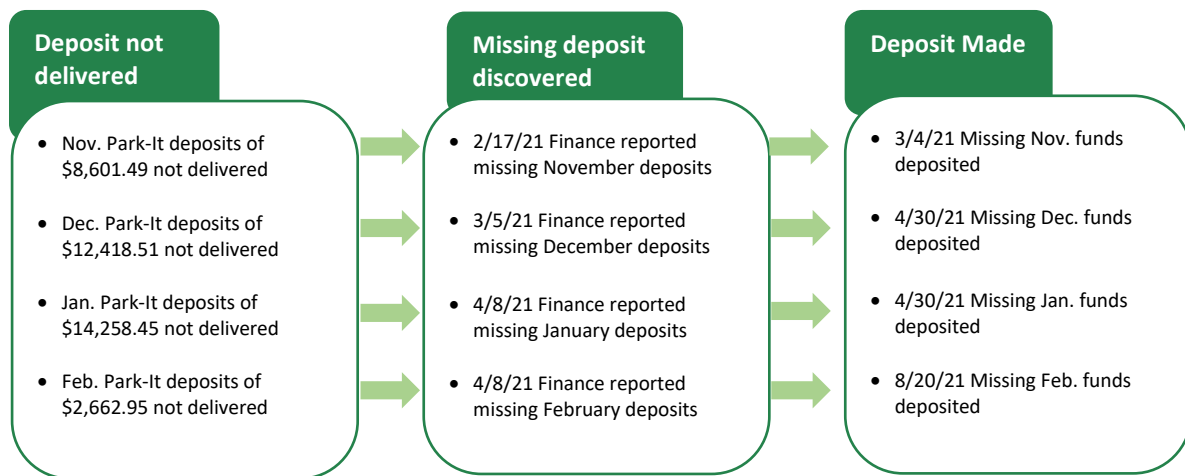 Deposit not
delivered
• Nov. Park-It deposits of
$8,601.49 not delivered
• Dec. Park-It deposits of
$12,418.51 not delivered
• Jan. Park-It deposits of
$14,258.45 not delivered
• Feb. Park-It deposits of
$2,662.95 not delivered
Missing deposit
discovered
• 2/17/21 Finance reported
missing November deposits
• 3/5/21 Finance reported
missing December deposits
• 4/8/21 Finance reported
missing January deposits
• 4/8/21 Finance reported
missing February deposits
Deposit Made
• 3/4/21 Missing Nov. funds
deposited
• 4/30/21 Missing Dec. funds
deposited
• 4/30/21 Missing Jan. funds
deposited
• 8/20/21 Missing Feb. funds
deposited